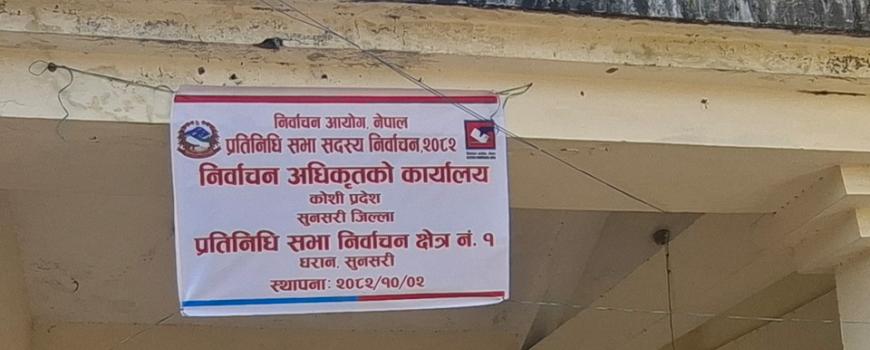 निर्वाचन आयोग, नेपाल
प्रतिनिधि सभा सदस्य निर्वाचन,२०८२
निर्वाचन अधिकृतको कार्यालय
कोशी प्रदेश
सुनसरी जिल्ला
प्रतिनिधि सभा निर्वाचन क्षेत्र नं. १
धरान, सुनसरी
स्थापनाः २०८२/१०/०२